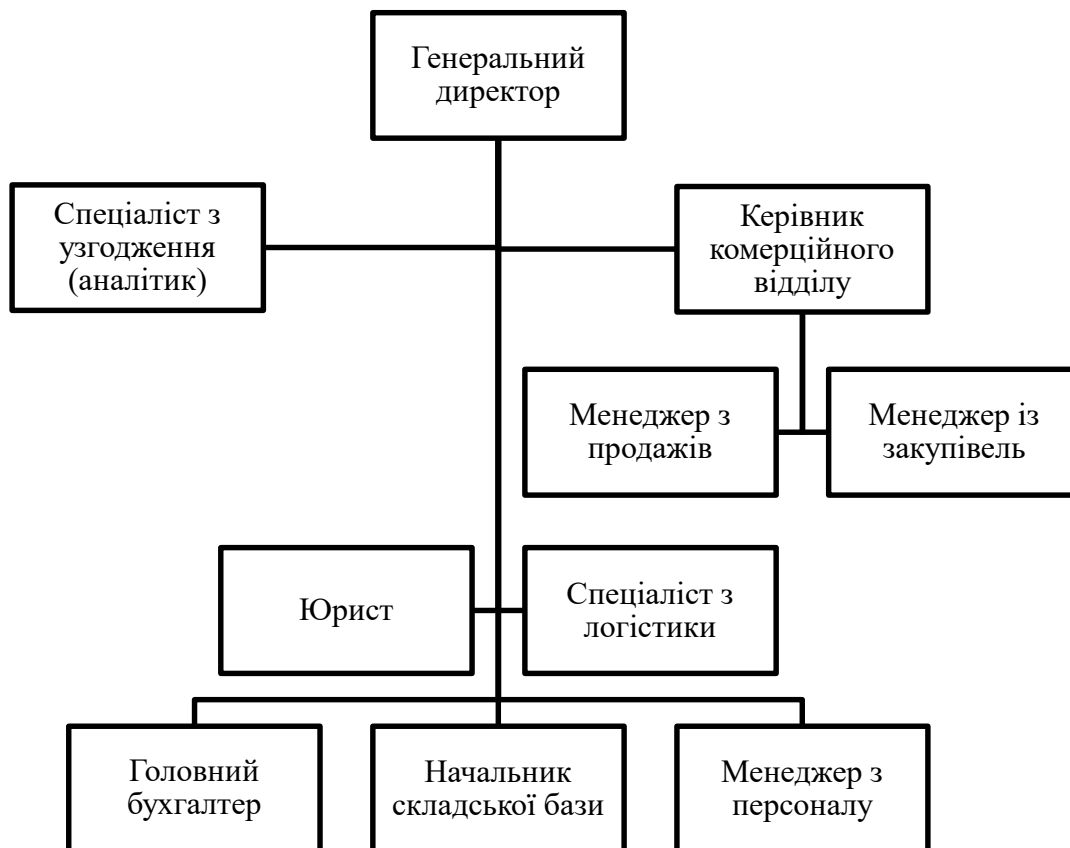 Генеральний
директор
Спеціаліст з
узгодження
(аналітик)
Керівник
комерційного
відділу
Менеджер з
продажів
Менеджер із
закупівель
Юрист
Спеціаліст з
логістики
Головний
бухгалтер
Начальник
складської бази
Менеджер з
персоналу